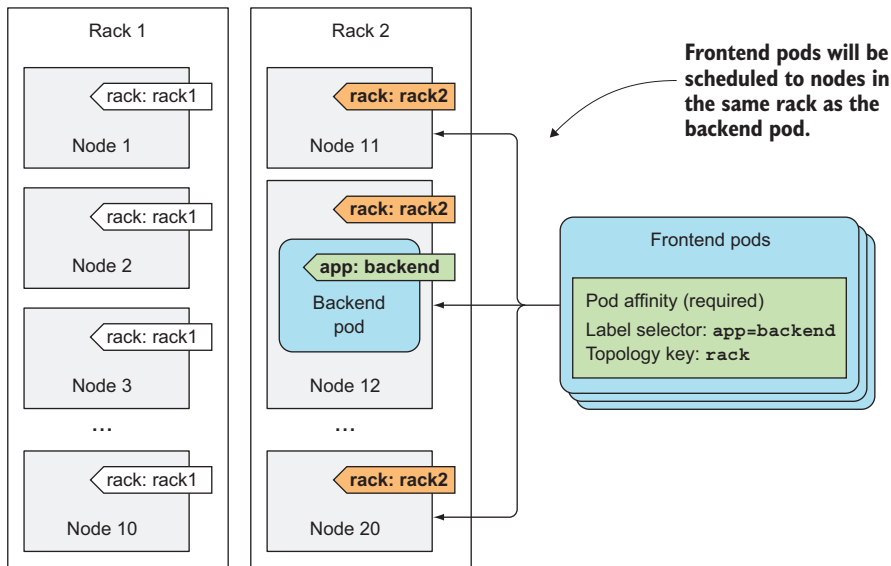 Rack 1
rack: rack1
Node 1
rack: rack1
Node 2
rack: rack1
Node 3
...
rack: rack1
Node 10
Rack 2
rack: rack2
Node 11
rack: rack2
app: backend
Backend
pod
Node 12
...
rack: rack2
Node 20
Frontend pods will be
scheduled to nodes in
the same rack as the
backend pod.
Frontend pods
Pod affinity (required)
Label selector: app=backend
Topology key: rack